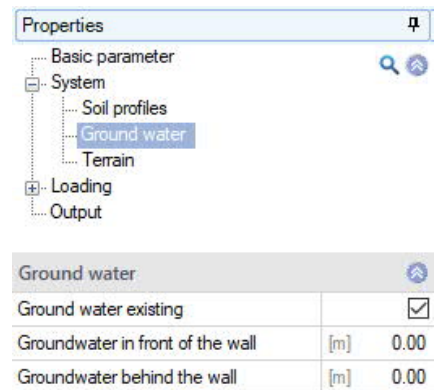 Properties
Basic parameter
System
Soil profiles
Ground water
Terrain
Loading
Output
Ground water
Ground water existing
Groundwater in front of the wall [m] 0.00
Groundwater behind the wall [m] 0.00